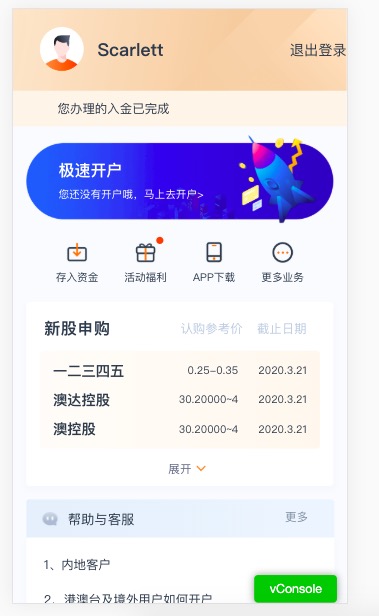 Scarlett 退出登录
您办理的入金已完成
极速开户
您还没有开户哦，马上去开户>
存入资金 活动福利 APP下载 更多业务
新股申购 认购参考价 截止日期
一二三四五 0.25-0.35 2020.3.21
澳达控股 30.20000~4 2020.3.21
澳控股 30.20000~4 2020.3.21
展开
帮助与客服 更多
1、内地客户
2、港澳台及境外用户如何开户
vConsole